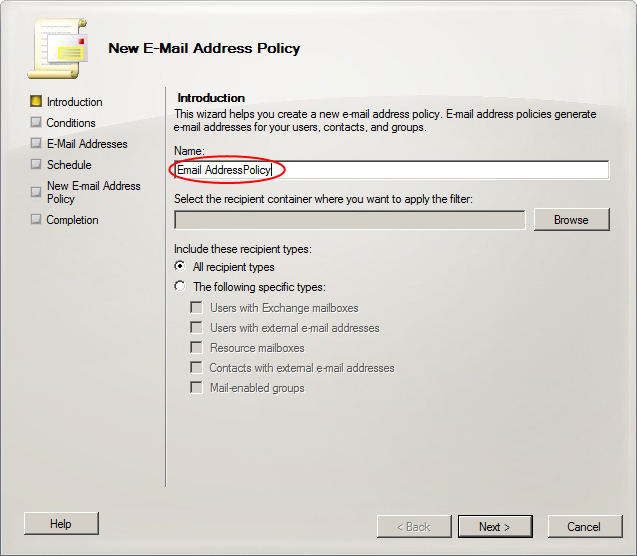 New E-Mail Address Policy
Introduction
Conditions
E-Mail Addresses
Schedule
New E-mail Address
Policy
Completion
Introduction
This wizard helps you create a new e-mail address policy. E-mail address policies generate
e-mail addresses for your users, contacts, and groups.
Name:
Email AddressPolicy
Select the recipient container where you want to apply the filter:
Browse
Include these recipient types:
All recipient types
The following specific types:
Users with Exchange mailboxes
Users with external e-mail addresses
Resource mailboxes
Contacts with external e-mail addresses
Mail-enabled groups
Help
< Back
Next >
Cancel